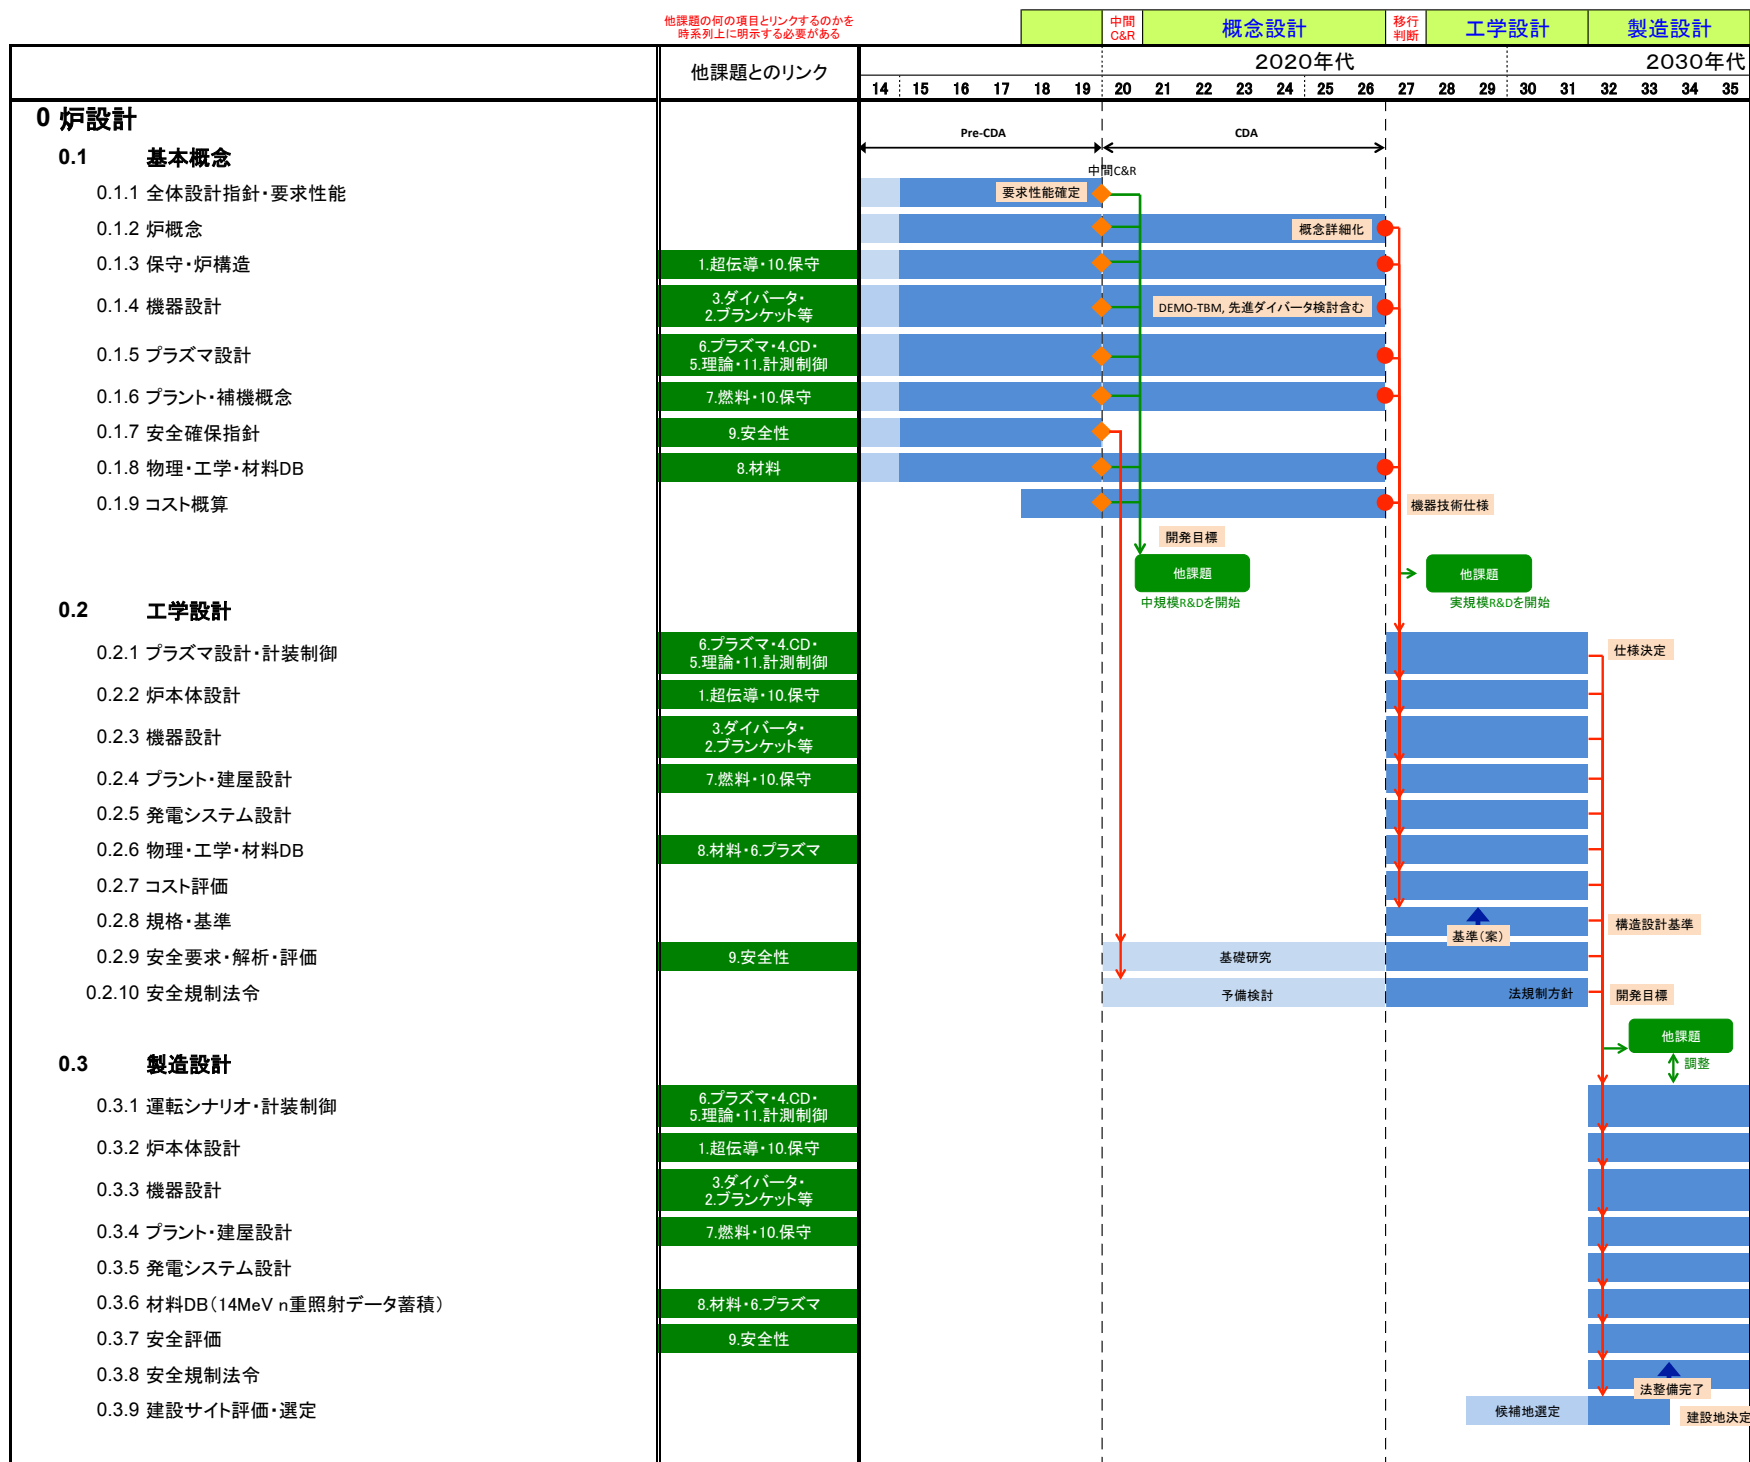 他課題の何の項目とリンクするのかを
時系列上に明示する必要がある
中間
C&R
概念設計
移行
判断
工学設計
製造設計
他課題とのリンク
2020年代
2030年代
14 15 16 17 18 19 20 21 22 23 24 25 26 27 28 29 30 31 32 33 34 35
0 炉設計
Pre-CDA
CDA
0.1 基本概念
中間C&R
0.1.1 全体設計指針・要求性能
要求性能確定
0.1.2 炉概念
概念詳細化
0.1.3 保守・炉構造
1.超伝導・10.保守
0.1.4 機器設計
3.ダイバータ・
2.ブランケット等
DEMO-TBM, 先進ダイバータ検討含む
0.1.5 プラズマ設計
6.プラズマ・4.CD・
5.理論・11.計測制御
0.1.6 プラント・補機概念
7.燃料・10.保守
0.1.7 安全確保指針
9.安全性
0.1.8 物理・工学・材料DB
8.材料
0.1.9 コスト概算
機器技術仕様
開発目標
他課題
他課題
中規模R&Dを開始
実規模R&Dを開始
0.2 工学設計
0.2.1 プラズマ設計・計装制御
6.プラズマ・4.CD・
5.理論・11.計測制御
仕様決定
0.2.2 炉本体設計
1.超伝導・10.保守
0.2.3 機器設計
3.ダイバータ・
2.ブランケット等
0.2.4 プラント・建屋設計
7.燃料・10.保守
0.2.5 発電システム設計
0.2.6 物理・工学・材料DB
8.材料・6.プラズマ
0.2.7 コスト評価
0.2.8 規格・基準
構造設計基準
基準(案)
0.2.9 安全要求・解析・評価
9.安全性
基礎研究
0.2.10 安全規制法令
予備検討
法規制方針
開発目標
他課題
調整
0.3 製造設計
0.3.1 運転シナリオ・計装制御
6.プラズマ・4.CD・
5.理論・11.計測制御
0.3.2 炉本体設計
1.超伝導・10.保守
0.3.3 機器設計
3.ダイバータ・
2.ブランケット等
0.3.4 プラント・建屋設計
7.燃料・10.保守
0.3.5 発電システム設計
0.3.6 材料DB(14MeV n重照射データ蓄積)
8.材料・6.プラズマ
0.3.7 安全評価
9.安全性
0.3.8 安全規制法令
法整備完了
0.3.9 建設サイト評価・選定
候補地選定
建設地決定